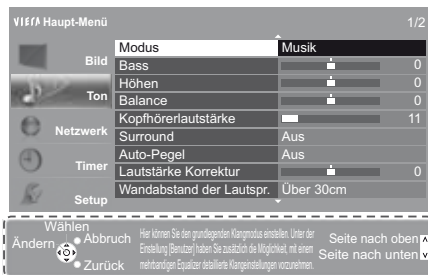 VIErA Haupt-Menü 1/2
Bild
Ton
Netzwerk
Timer
Setup
Modus Musik
Bass 0
Höhen 0
Balance 0
Kopfhörerlautstärke 11
Surround Aus
Auto-Pegel Aus
Lautstärke Korrektur 0
Wandabstand der Lautspr. Über 30cm
Wählen
Ändern
Abbruch
Zurück
Hier können Sie den grundlegenden Klangmodus einstellen. Unter der
Einstellung [Benutzer] haben Sie zusätzlich die Möglichkeit, mit einem
mehrbandigen Equalizer detaillierte Klangeinstellungen vorzunehmen.
Seite nach oben
Seite nach unten